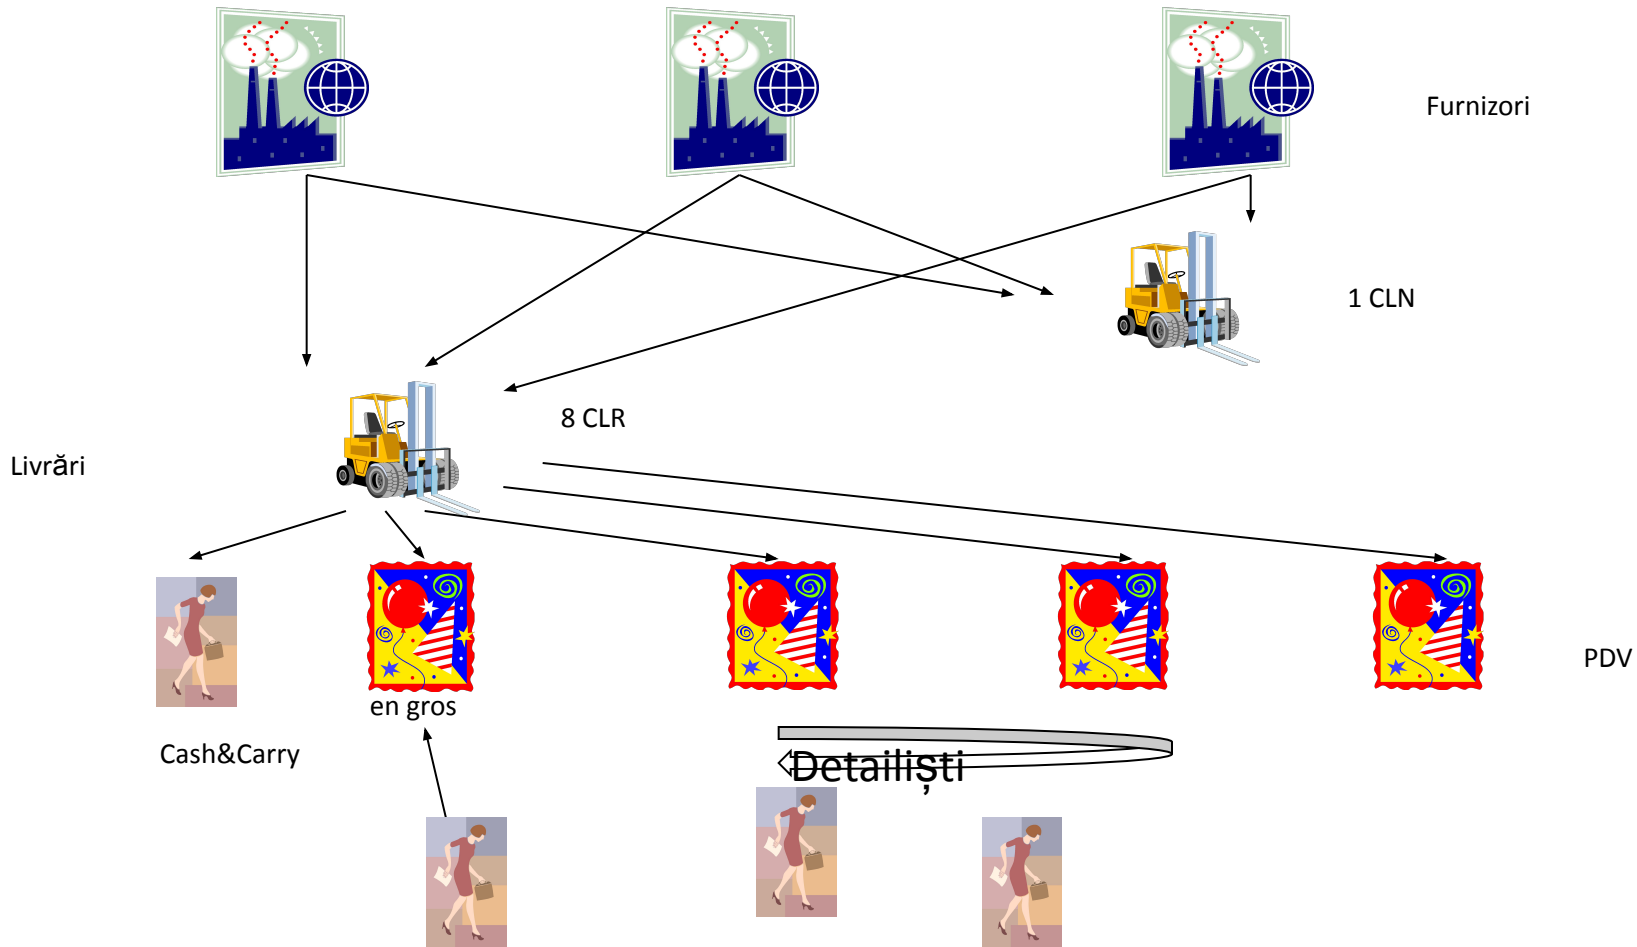 Furnizori
1 CLN
8 CLR
Livrări
PDV
en gros
Cash&Carry
Detailiști